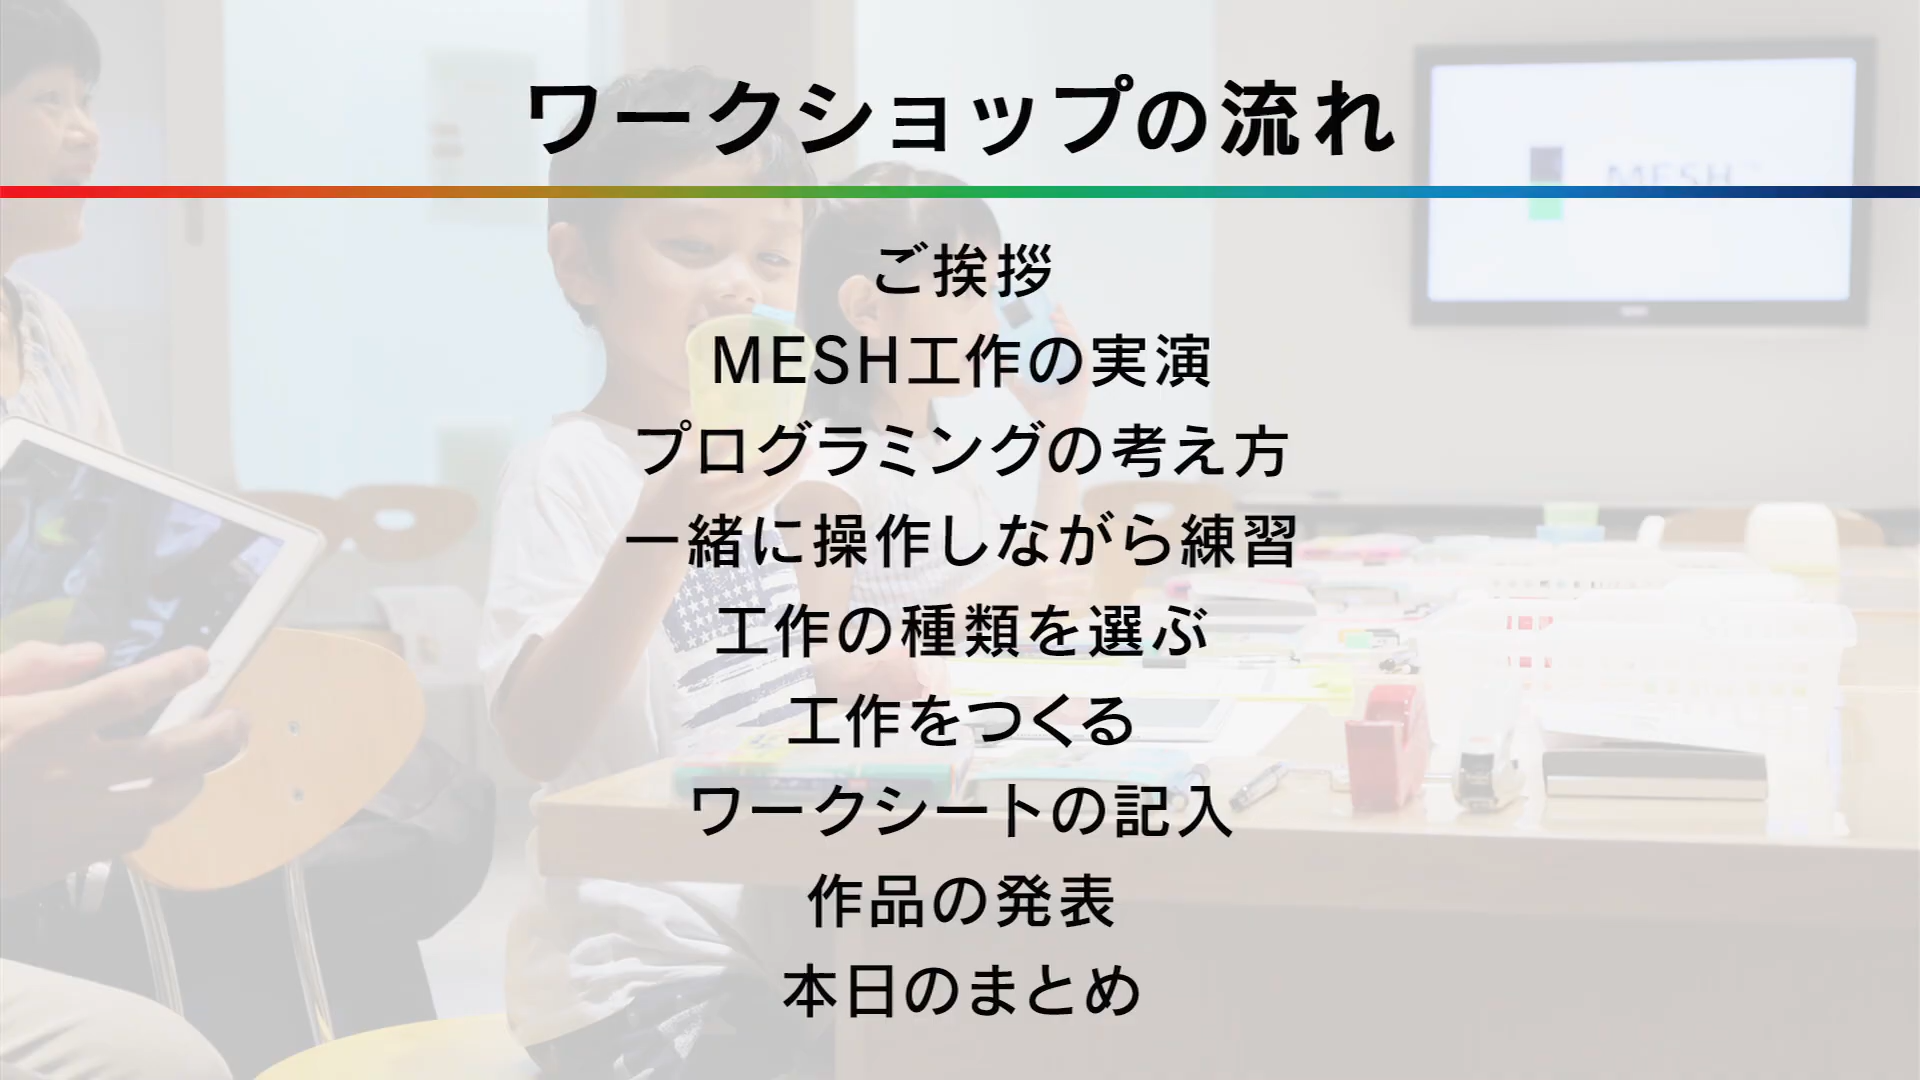 ワークショップの流れ
MESH
ご挨拶
MESH工作の実演
プログラミングの考え方
一緒に操作しながら練習
工作の種類を選ぶ
工作をつくる
ワークシートの記入
作品の発表
本日のまとめ